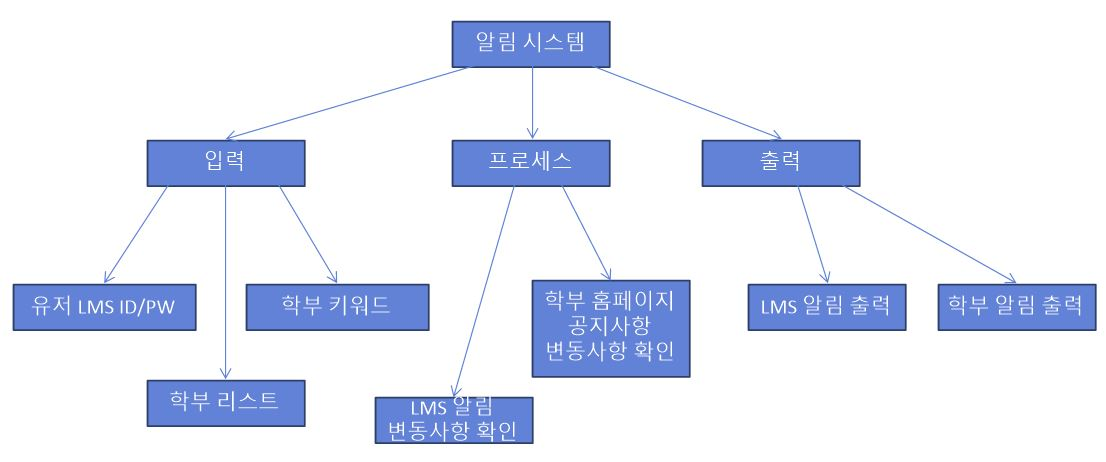 알림 시스템
입력
프로세스
출력
유저 LMS ID/PW
학부 키워드
학부 홈페이지
공지사항
변동사항 확인
LMS 알림 출력
학부 알림 출력
학부 리스트
LMS 알림
변동사항 확인